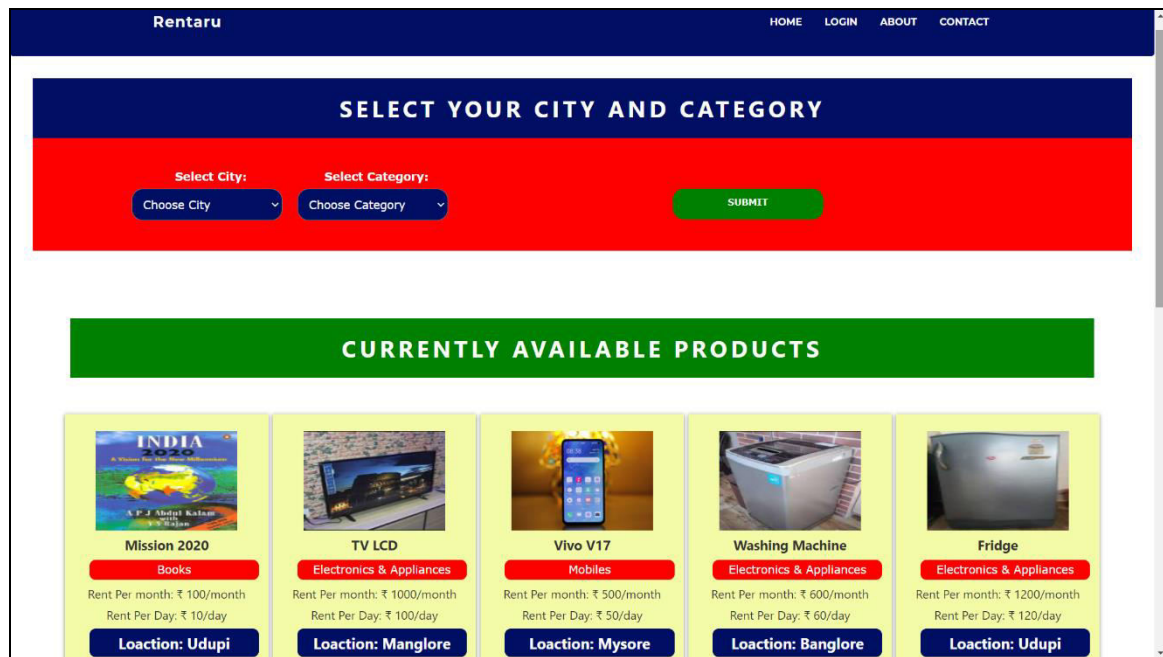 Rentaru
HOME LOGIN ABOUT CONTACT
SELECT YOUR CITY AND CATEGORY
Select City: Select Category:
Choose City Choose Category SUBMIT
CURRENTLY AVAILABLE PRODUCTS
INDIA
2020
A Vision for the New Millennium
A P J Abdul Kalam
with
Y S Rajan
08:36
Mission 2020 TV LCD Vivo V17 Washing Machine Fridge
Books Electronics & Appliances Mobiles Electronics & Appliances Electronics & Appliances
Rent Per month: ₹ 100/month Rent Per month: ₹ 1000/month Rent Per month: ₹ 500/month Rent Per month: ₹ 600/month Rent Per month: ₹ 1200/month
Rent Per Day: ₹ 10/day Rent Per Day: ₹ 100/day Rent Per Day: ₹ 50/day Rent Per Day: ₹ 60/day Rent Per Day: ₹ 120/day
Loaction: Udupi Loaction: Manglore Loaction: Mysore Loaction: Banglore Loaction: Udupi